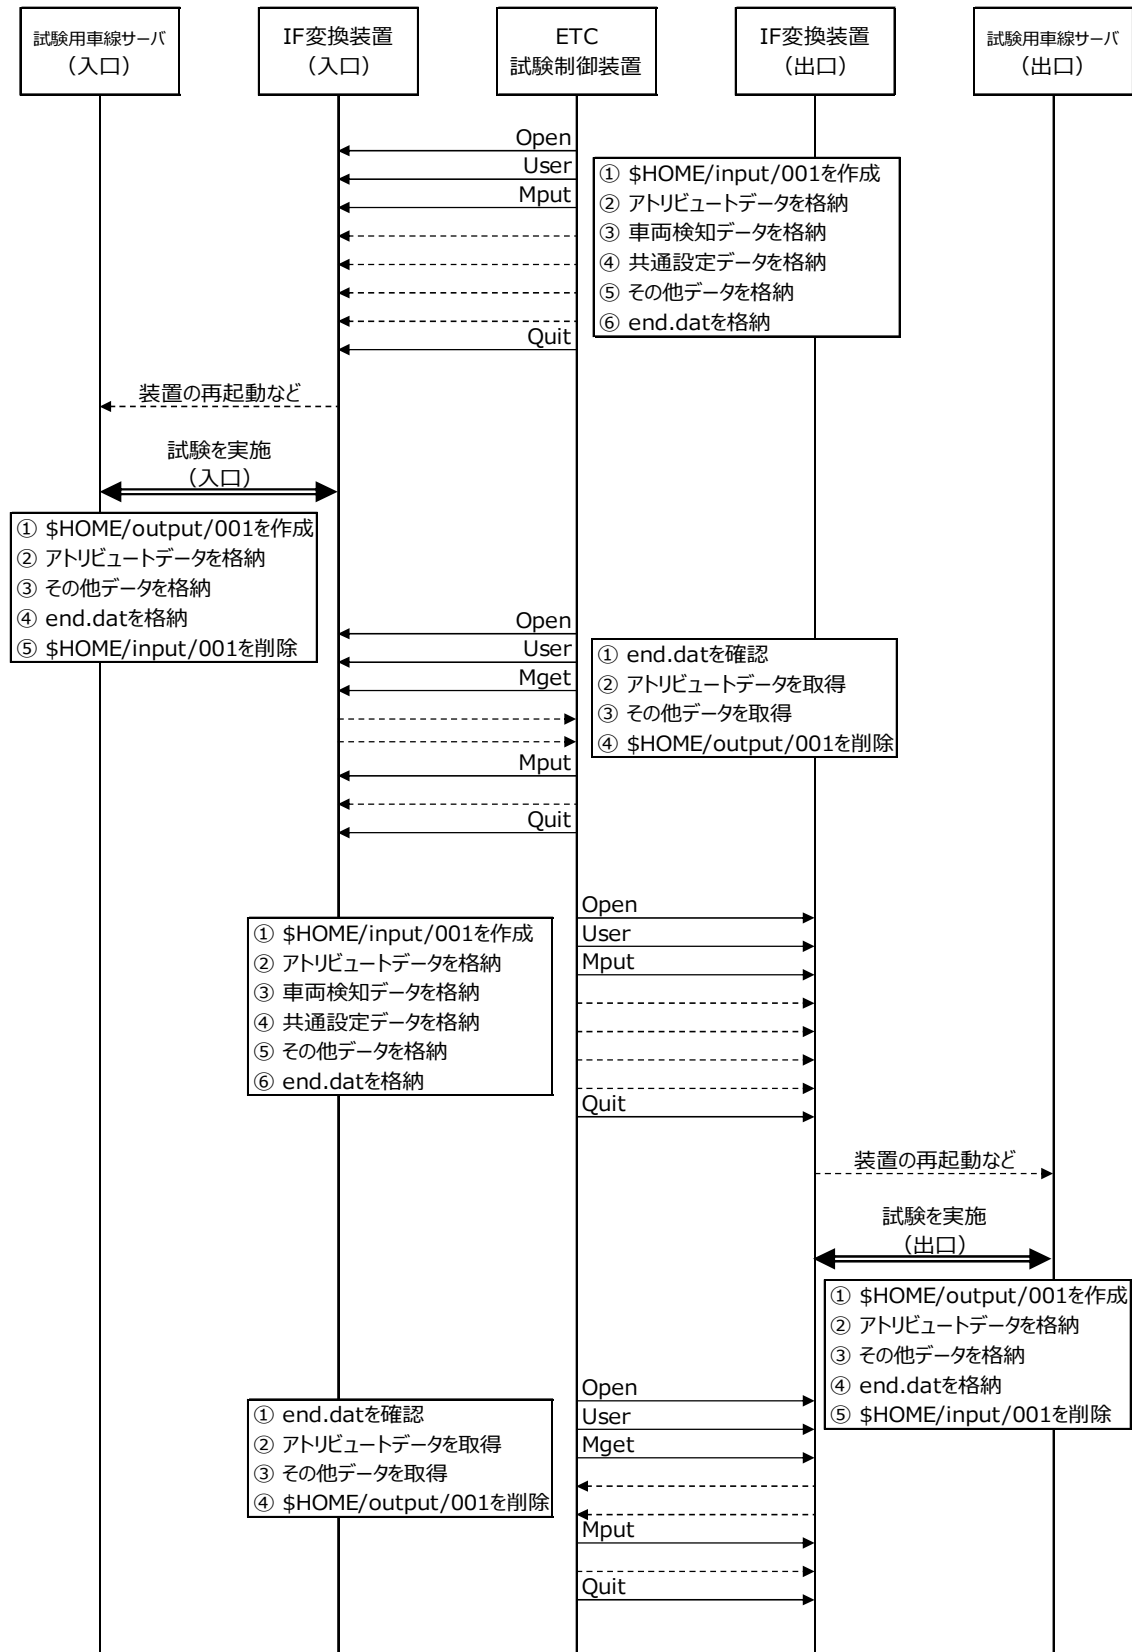 試験用車線サーバ
（入口）
IF変換装置
（入口）
ETC
試験制御装置
IF変換装置
（出口）
試験用車線サーバ
（出口）
Open
User
Mput
① $HOME/input/001を作成
② アトリビュートデータを格納
③ 車両検知データを格納
④ 共通設定データを格納
⑤ その他データを格納
⑥ end.datを格納
Quit
装置の再起動など
試験を実施
（入口）
① $HOME/output/001を作成
② アトリビュートデータを格納
③ その他データを格納
④ end.datを格納
⑤ $HOME/input/001を削除
Open
User
Mget
① end.datを確認
② アトリビュートデータを取得
③ その他データを取得
④ $HOME/output/001を削除
Mput
Quit
Open
User
Mput
① $HOME/input/001を作成
② アトリビュートデータを格納
③ 車両検知データを格納
④ 共通設定データを格納
⑤ その他データを格納
⑥ end.datを格納
Quit
装置の再起動など
試験を実施
（出口）
① $HOME/output/001を作成
② アトリビュートデータを格納
③ その他データを格納
④ end.datを格納
⑤ $HOME/input/001を削除
Open
User
Mget
① end.datを確認
② アトリビュートデータを取得
③ その他データを取得
④ $HOME/output/001を削除
Mput
Quit